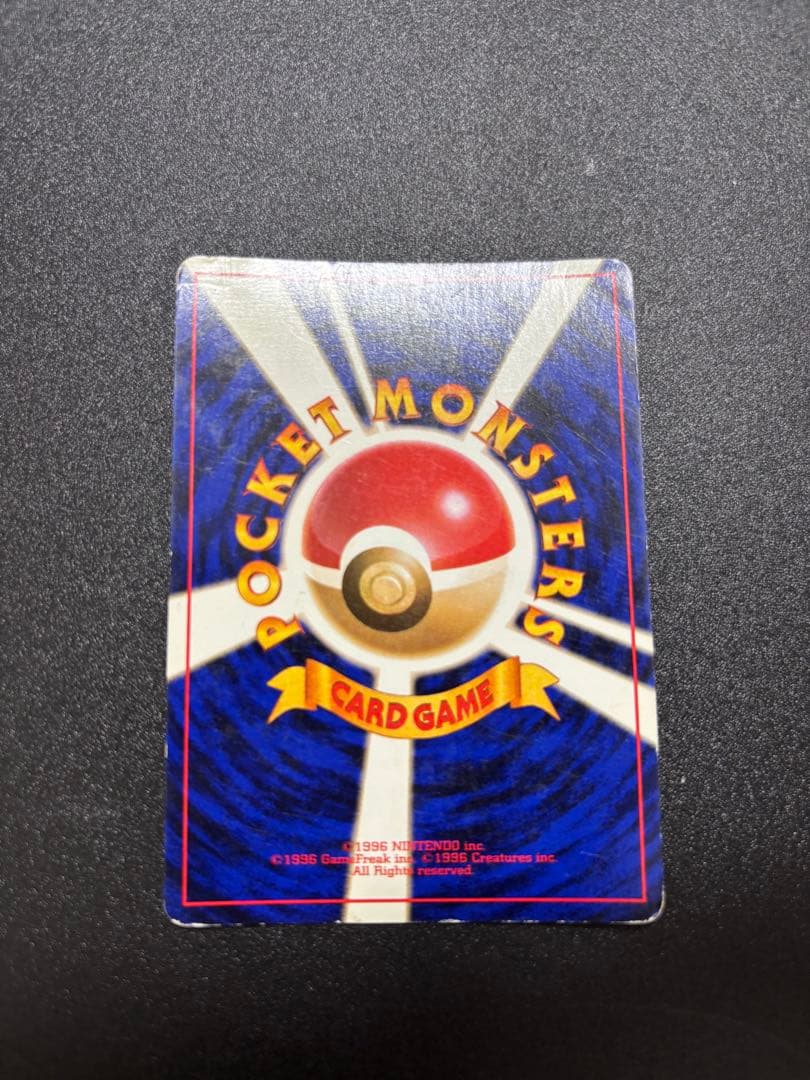 POCKET MONSTERS
CARD GAME
©1996 NINTENDO inc.
©1996 GameFreak inc. ©1996 Creatures inc.
All Rights reserved.